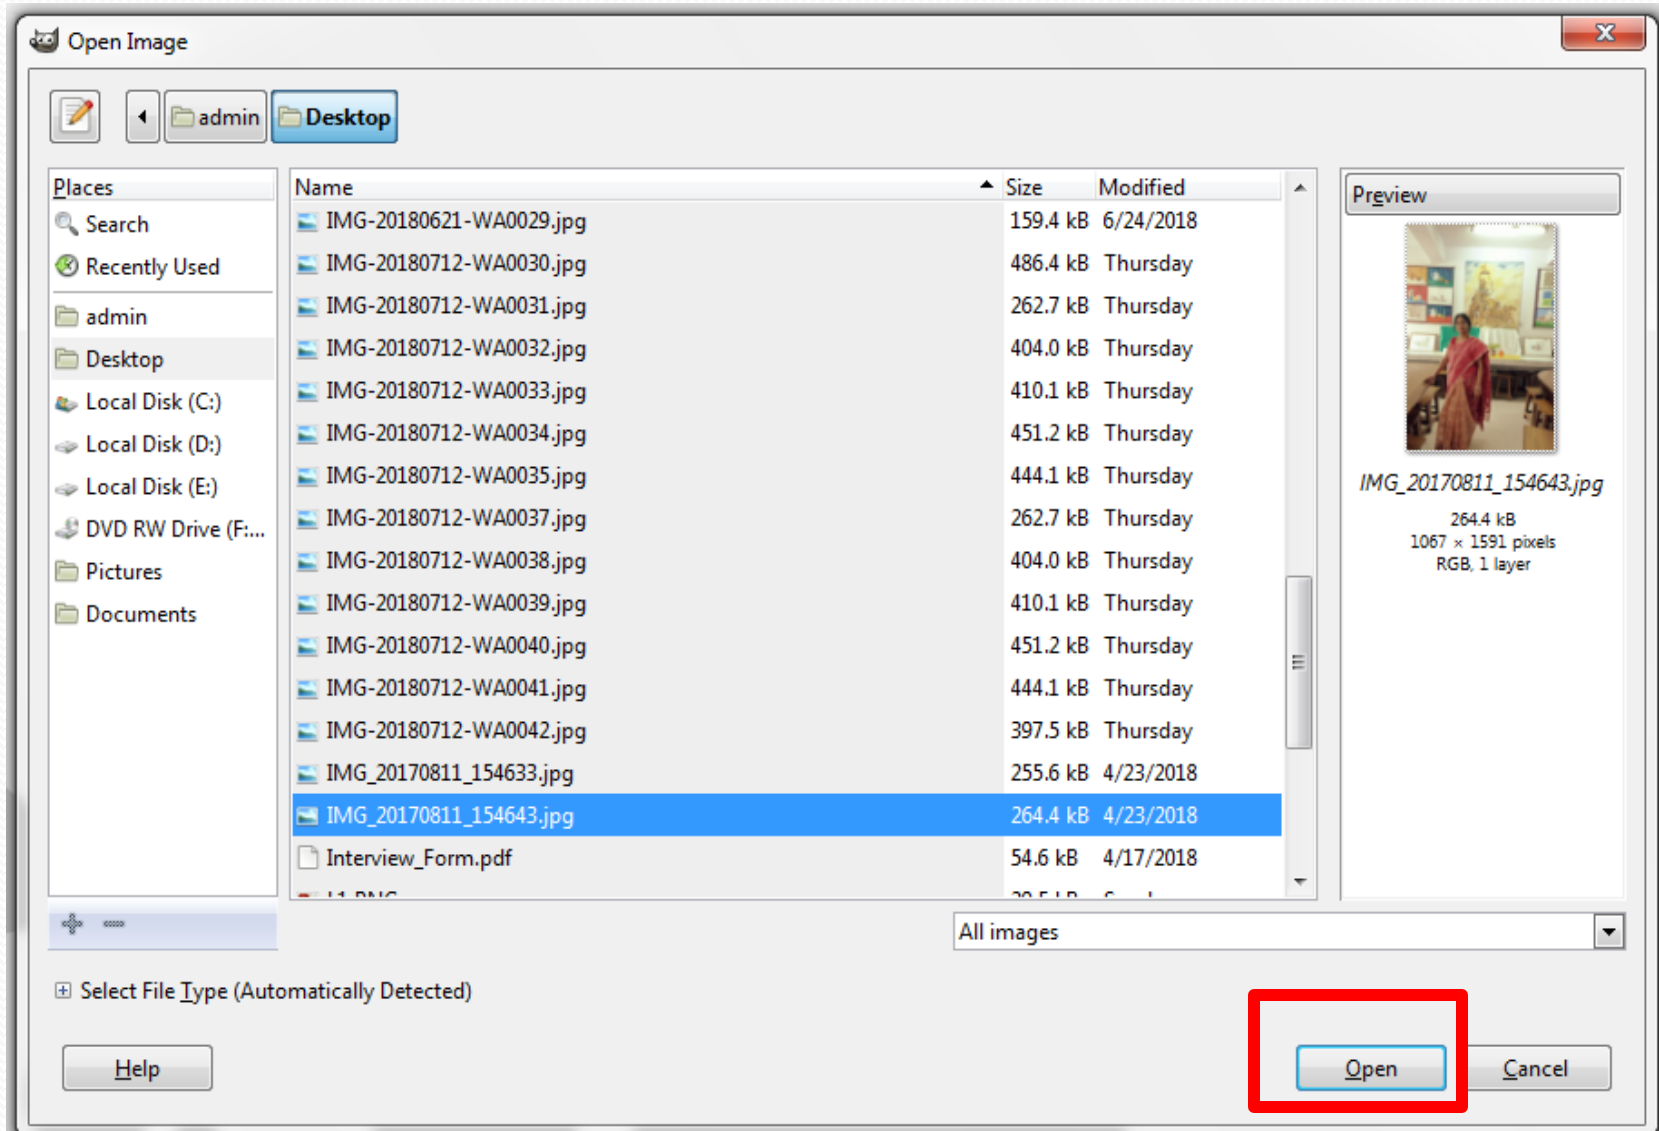 Open Image
admin Desktop
Places
Search
Recently Used
admin
Desktop
Local Disk (C:)
Local Disk (D:)
Local Disk (E:)
DVD RW Drive (F:...
Pictures
Documents
Name Size Modified
IMG-20180621-WA0029.jpg 159.4 kB 6/24/2018
IMG-20180712-WA0030.jpg 486.4 kB Thursday
IMG-20180712-WA0031.jpg 262.7 kB Thursday
IMG-20180712-WA0032.jpg 404.0 kB Thursday
IMG-20180712-WA0033.jpg 410.1 kB Thursday
IMG-20180712-WA0034.jpg 451.2 kB Thursday
IMG-20180712-WA0035.jpg 444.1 kB Thursday
IMG-20180712-WA0037.jpg 262.7 kB Thursday
IMG-20180712-WA0038.jpg 404.0 kB Thursday
IMG-20180712-WA0039.jpg 410.1 kB Thursday
IMG-20180712-WA0040.jpg 451.2 kB Thursday
IMG-20180712-WA0041.jpg 444.1 kB Thursday
IMG-20180712-WA0042.jpg 397.5 kB Thursday
IMG_20170811_154633.jpg 255.6 kB 4/23/2018
IMG_20170811_154643.jpg 264.4 kB 4/23/2018
Interview_Form.pdf 54.6 kB 4/17/2018
Preview
IMG_20170811_154643.jpg
264.4 kB
1067 × 1591 pixels
RGB, 1 layer
All images
Select File Type (Automatically Detected)
Help Open Cancel